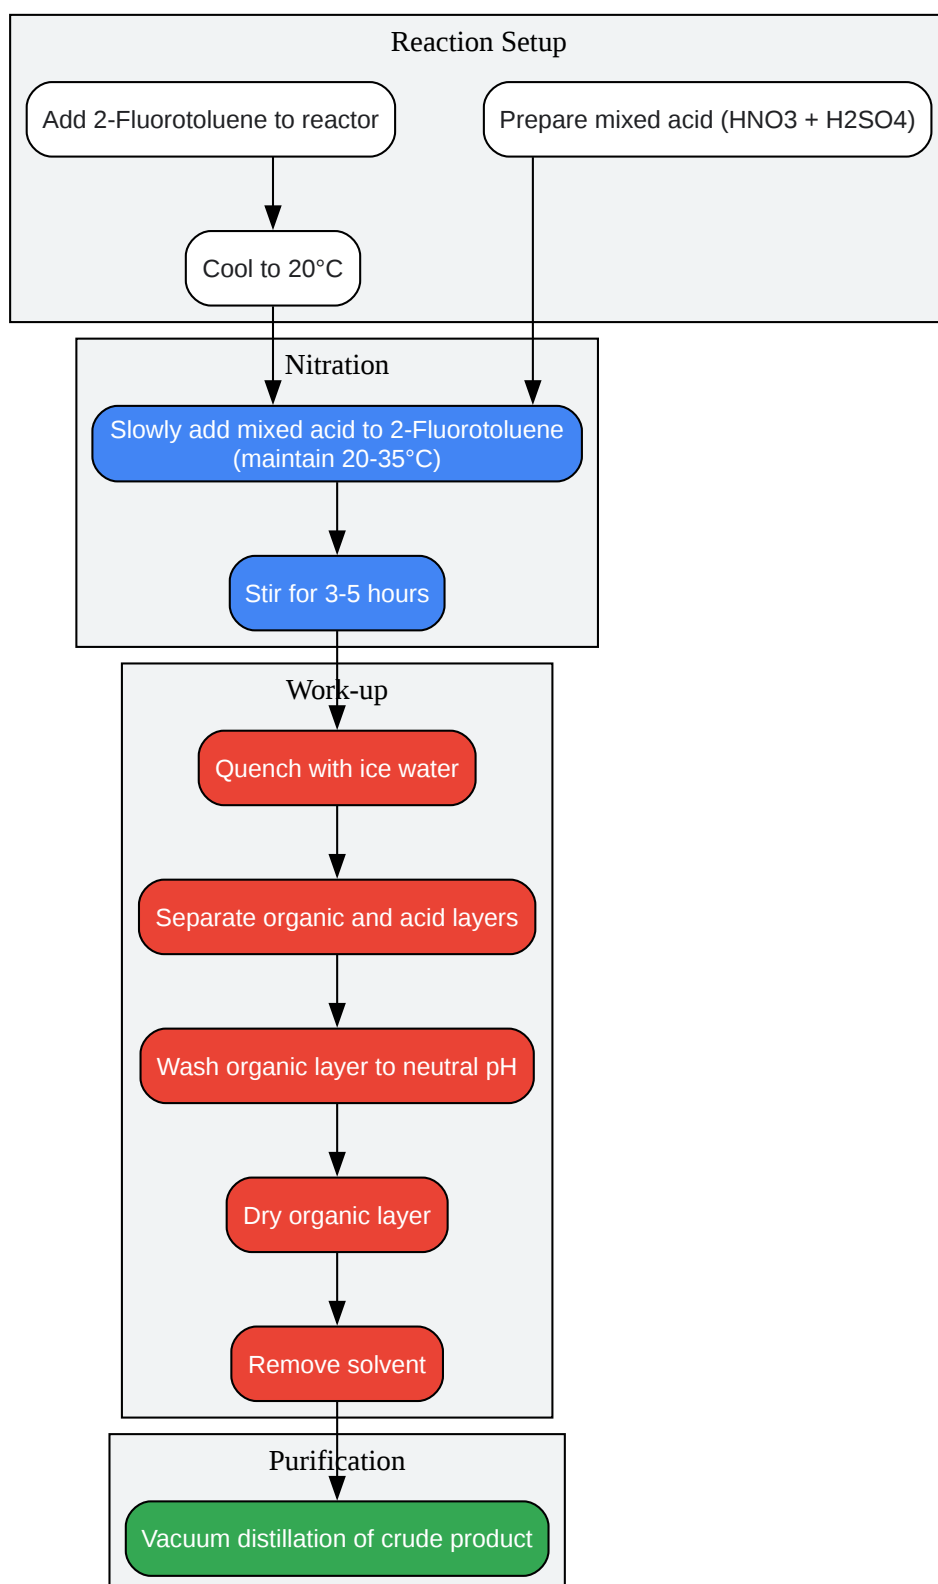 Reaction Setup
Add 2-Fluorotoluene to reactor
Prepare mixed acid (HNO3 + H2SO4)
Cool to 20°C
Nitration
Slowly add mixed acid to 2-Fluorotoluene
(maintain 20-35°C)
Stir for 3-5 hours
Work-up
Quench with ice water
Separate organic and acid layers
Wash organic layer to neutral pH
Dry organic layer
Remove solvent
Purification
Vacuum distillation of crude product